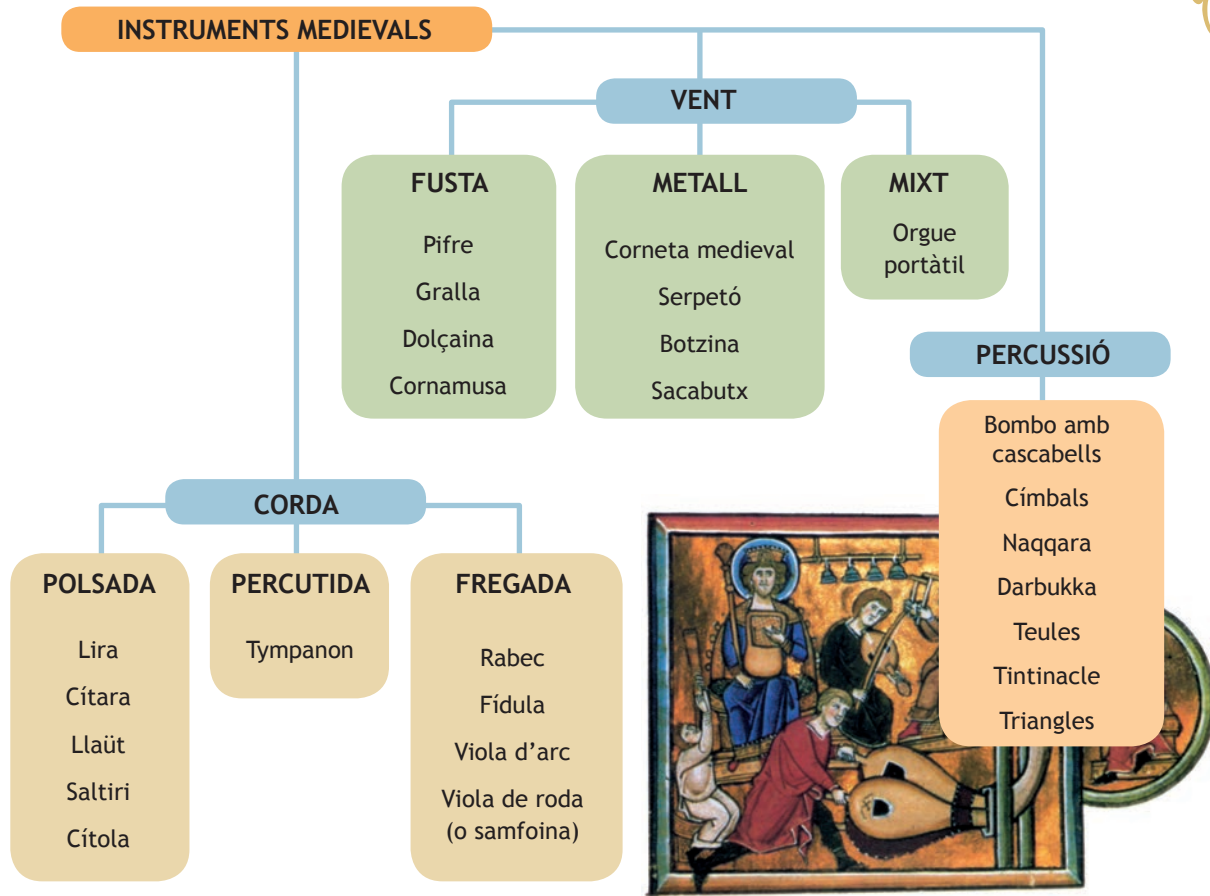 INSTRUMENTS MEDIEVALS
VENT
FUSTA
Pifre
Gralla
Dolçaina
Cornamusa
METALL
Corneta medieval
Serpetó
Botzina
Sacabutx
MIXT
Orgue
portàtil
PERCUSSIÓ
Bombo amb
cascabells
Címbals
Naqqara
Darbukka
Teules
Tintinacle
Triangles
CORDA
POLSADA
Lira
Cítara
Llaüt
Saltiri
Cítola
PERCUTIDA
Tympanon
FREGADA
Rabec
Fídula
Viola d'arc
Viola de roda
(o samfoina)